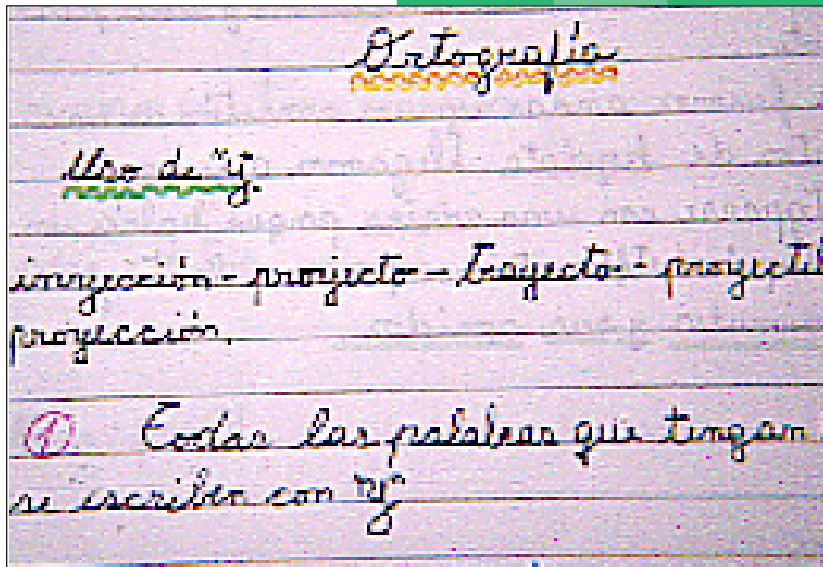 Ortografía
Uso de "y".
inyección - proyecto - trayecto - proyectil
proyección.
① Todas las palabras que tengan
se escriben con "y"